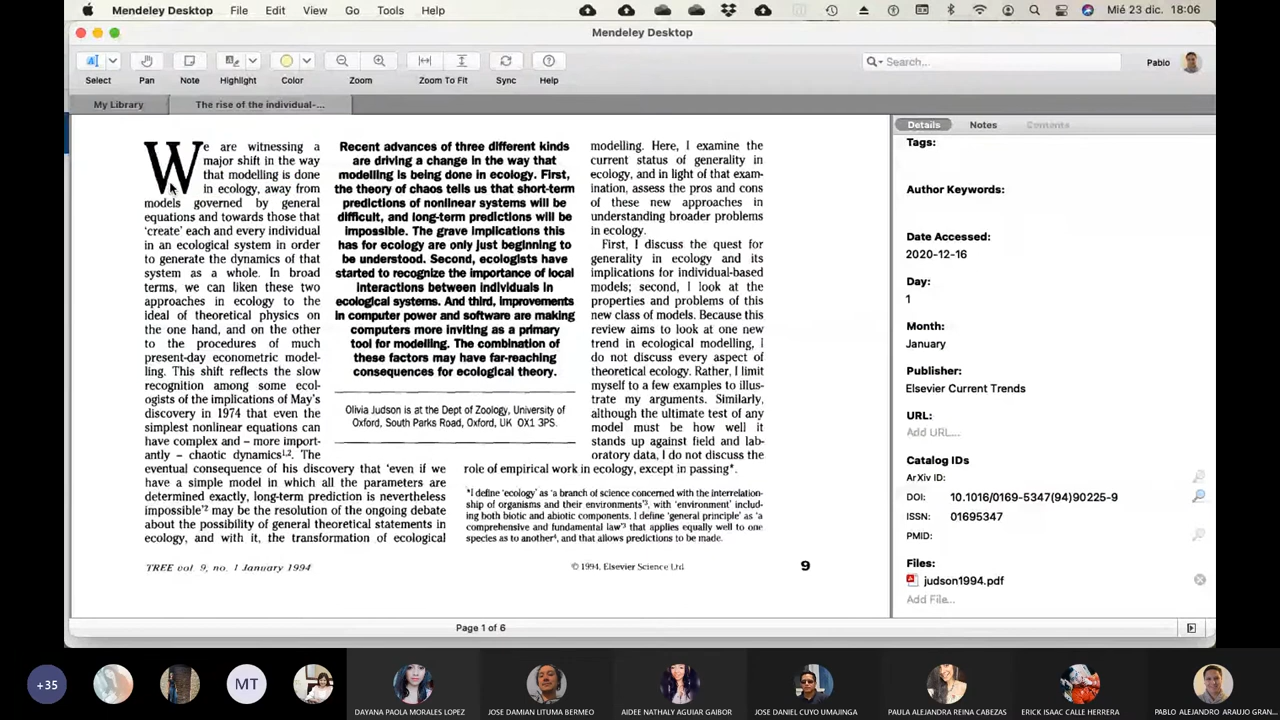 Mendeley Desktop File Edit View Go Tools Help Mié 23 dic. 18:06
Mendeley Desktop
Select Pan Note Highlight Color Zoom Zoom To Fit Sync Help
Search...
Pablo
My Library
The rise of the individual-...
We are witnessing a
major shift in the way
that modelling is done
in ecology, away from
models governed by general
equations and towards those that
‘create’ each and every individual
in an ecological system in order
to generate the dynamics of that
system as a whole. In broad
terms, we can liken these two
approaches in ecology to the
ideal of theoretical physics on
the one hand, and on the other
to the procedures of much
present-day econometric model-
ling. This shift reflects the slow
recognition among some ecol-
ogists of the implications of May’s
discovery in 1974 that even the
simplest nonlinear equations can
have complex and – more import-
antly – chaotic dynamics1,2. The
eventual consequence of his discovery that ‘even if we
have a simple model in which all the parameters are
determined exactly, long-term prediction is nevertheless
impossible’2 may be the resolution of the ongoing debate
about the possibility of general theoretical statements in
ecology, and with it, the transformation of ecological
Recent advances of three different kinds
are driving a change in the way that
modelling is being done in ecology. First,
the theory of chaos tells us that short-term
predictions of nonlinear systems will be
difficult, and long-term predictions will be
impossible. The grave implications this
has for ecology are only just beginning to
be understood. Second, ecologists have
started to recognize the importance of local
interactions between individuals in
ecological systems. And third, improvements
in computer power and software are making
computers more inviting as a primary
tool for modelling. The combination of
these factors may have far-reaching
consequences for ecological theory.
Olivia Judson is at the Dept of Zoology, University of
Oxford, South Parks Road, Oxford, UK OX1 3PS.
modelling. Here, I examine the
current status of generality in
ecology, and in light of that exam-
ination, assess the pros and cons
of these new approaches in
understanding broader problems
in ecology.
First, I discuss the quest for
generality in ecology and its
implications for individual-based
models; second, I look at the
properties and problems of this
new class of models. Because this
review aims to look at one new
trend in ecological modelling, I
do not discuss every aspect of
theoretical ecology. Rather, I limit
myself to a few examples to illus-
trate my arguments. Similarly,
although the ultimate test of any
model must be how well it
stands up against field and lab-
oratory data, I do not discuss the
role of empirical work in ecology, except in passing*.
*I define ‘ecology’ as ‘a branch of science concerned with the interrelation-
ship of organisms and their environments’3, with ‘environment’ includ-
ing both biotic and abiotic components. I define ‘general principle’ as ‘a
comprehensive and fundamental law’3 that applies equally well to one
species as to another4, and that allows predictions to be made.
TREE vol. 9, no. 1 January 1994
© 1994, Elsevier Science Ltd
9
Page 1 of 6
Details Notes Contents
Tags:
Author Keywords:
Date Accessed:
2020-12-16
Day:
1
Month:
January
Publisher:
Elsevier Current Trends
URL:
Add URL...
Catalog IDs
ArXiv ID:
DOI: 10.1016/0169-5347(94)90225-9
ISSN: 01695347
PMID:
Files:
judson1994.pdf
Add File...
+35
MT
DAYANA PAOLA MORALES LOPEZ
JOSE DAMIAN LITUMA BERMEO
AIDEE NATHALY AGUIAR GAIBOR
JOSE DANIEL CUYO UMAJINGA
PAULA ALEJANDRA REINA CABEZAS
ERICK ISAAC CALLE HERRERA
PABLO ALEJANDRO ARAUJO GRAN...